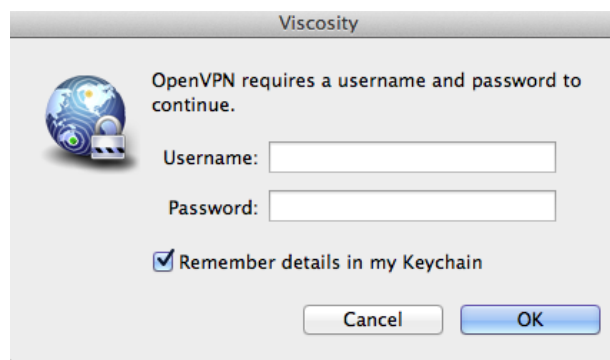 Viscosity
OpenVPN requires a username and password to
continue.
Username:
Password:
Remember details in my Keychain
Cancel OK